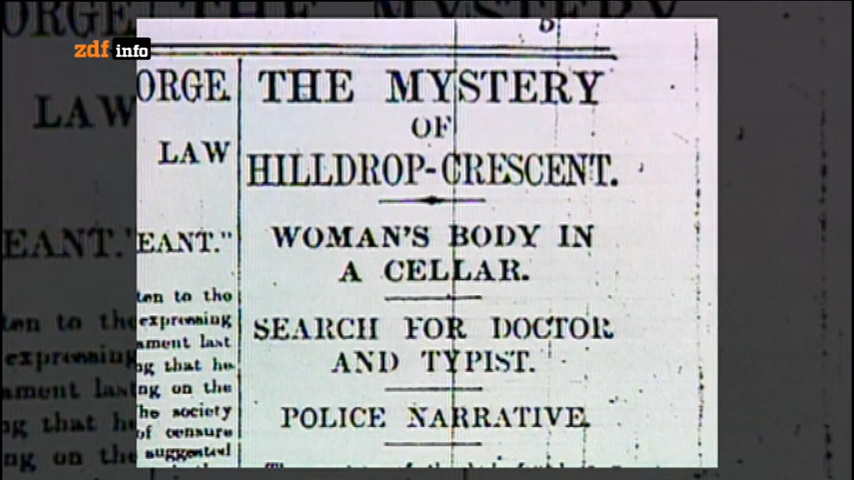 zdf info
ORGE
LAW
EANT."
ten to the
expressing
ament last
ng that he
ng on the
he society
of censure
suggested
THE MYSTERY
OF
HILLDROP-CRESCENT.
WOMAN'S BODY IN
A CELLAR.
SEARCH FOR DOCTOR
AND TYPIST.
POLICE NARRATIVE.